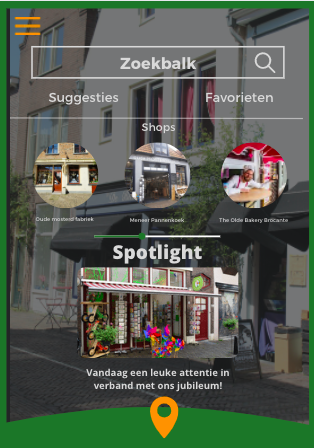 Zoekbalk
Suggesties Favorieten
Shops
Oude mosterd fabriek Meneer Pannenkoek The Olde Bakery Brocante
Spotlight
Vandaag een leuke attentie in
verband met ons jubileum!